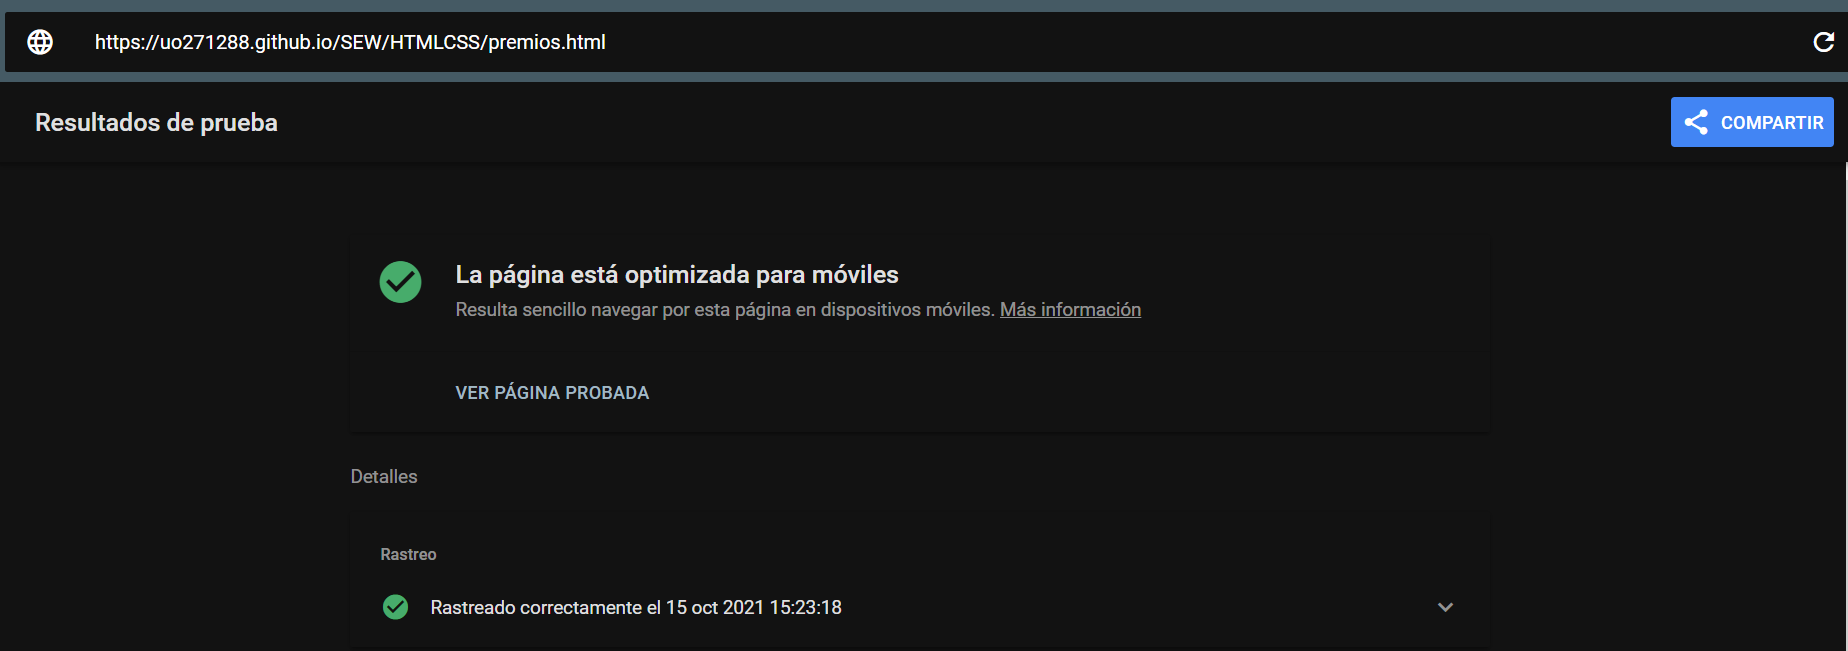 https://uo271288.github.io/SEW/HTMLCSS/premios.html
Resultados de prueba
COMPARTIR
La página está optimizada para móviles
Resulta sencillo navegar por esta página en dispositivos móviles. Más información
VER PÁGINA PROBADA
Detalles
Rastreo
Rastreado correctamente el 15 oct 2021 15:23:18